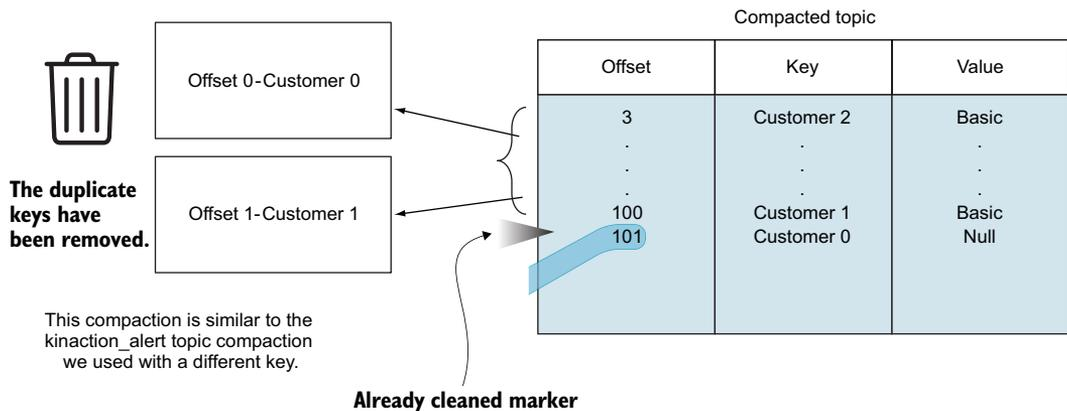 Compacted topic
Offset Key Value
3 Customer 2 Basic
. . .
. . .
. . .
100 Customer 1 Basic
101 Customer 0 Null
Offset 0-Customer 0
Offset 1-Customer 1
The duplicate
keys have
been removed.
This compaction is similar to the
kinaction_alert topic compaction
we used with a different key.
Already cleaned marker